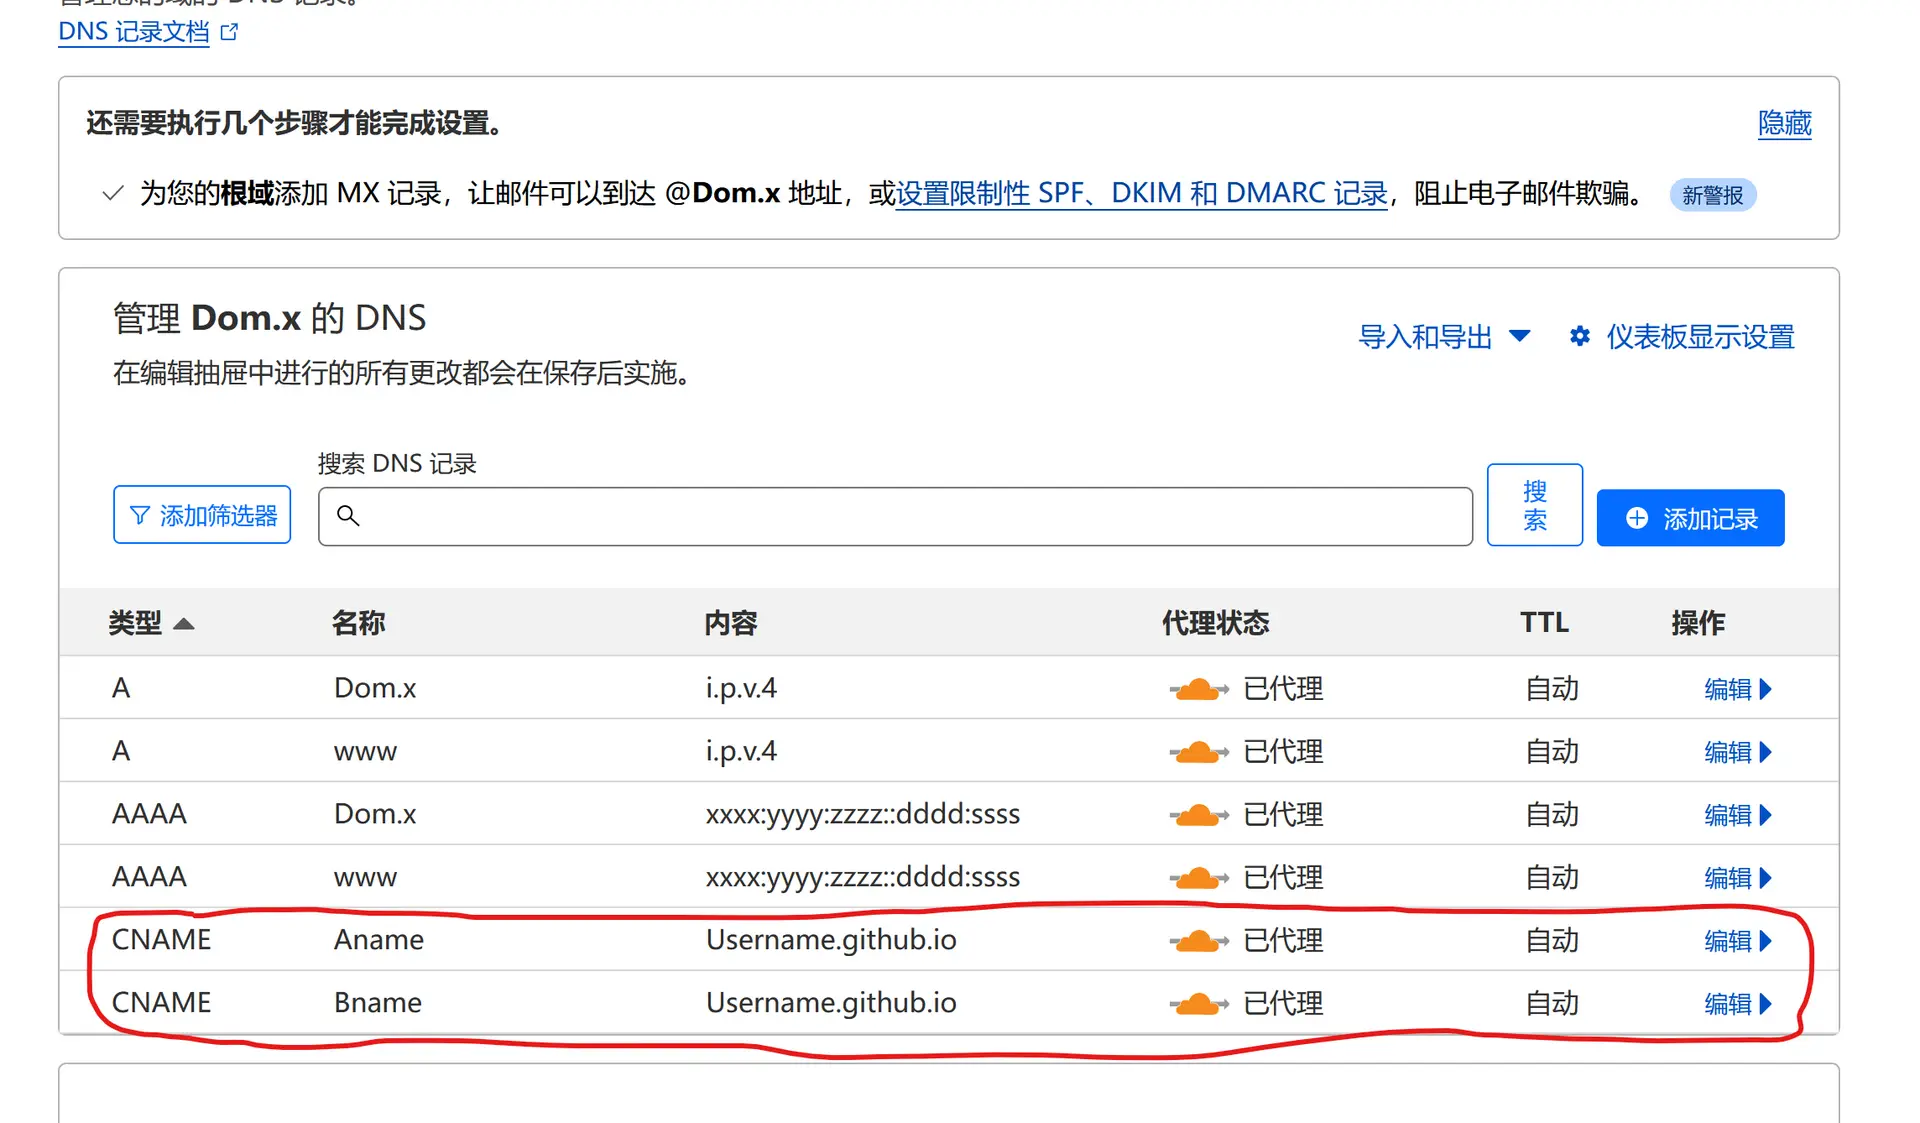 管理您的域的 DNS 记录。
DNS 记录文档
还需要执行几个步骤才能完成设置。
隐藏
为您的根域添加 MX 记录，让邮件可以到达 @Dom.x 地址，或设置限制性 SPF、DKIM 和 DMARC 记录，阻止电子邮件欺骗。 新警报
管理 Dom.x 的 DNS
导入和导出 仪表板显示设置
在编辑抽屉中进行的所有更改都会在保存后实施。
搜索 DNS 记录
添加筛选器
搜
索
添加记录
类型 名称 内容 代理状态 TTL 操作
A Dom.x i.p.v.4 已代理 自动 编辑
A www i.p.v.4 已代理 自动 编辑
AAAA Dom.x xxxx:yyyy:zzzz::dddd:ssss 已代理 自动 编辑
AAAA www xxxx:yyyy:zzzz::dddd:ssss 已代理 自动 编辑
CNAME Aname Username.github.io 已代理 自动 编辑
CNAME Bname Username.github.io 已代理 自动 编辑